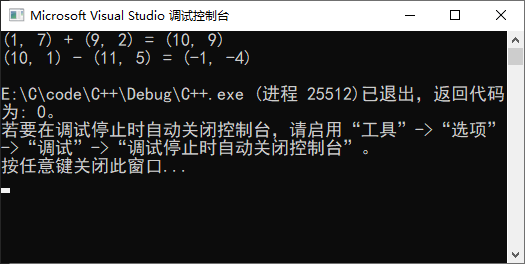 Microsoft Visual Studio 调试控制台
(1, 7) + (9, 2) = (10, 9)
(10, 1) - (11, 5) = (-1, -4)
E:\C\code\C++\Debug\C++.exe (进程 25512)已退出，返回代码
为: 0。
若要在调试停止时自动关闭控制台，请启用“工具”->“选项”
->“调试”->“调试停止时自动关闭控制台”。
按任意键关闭此窗口...